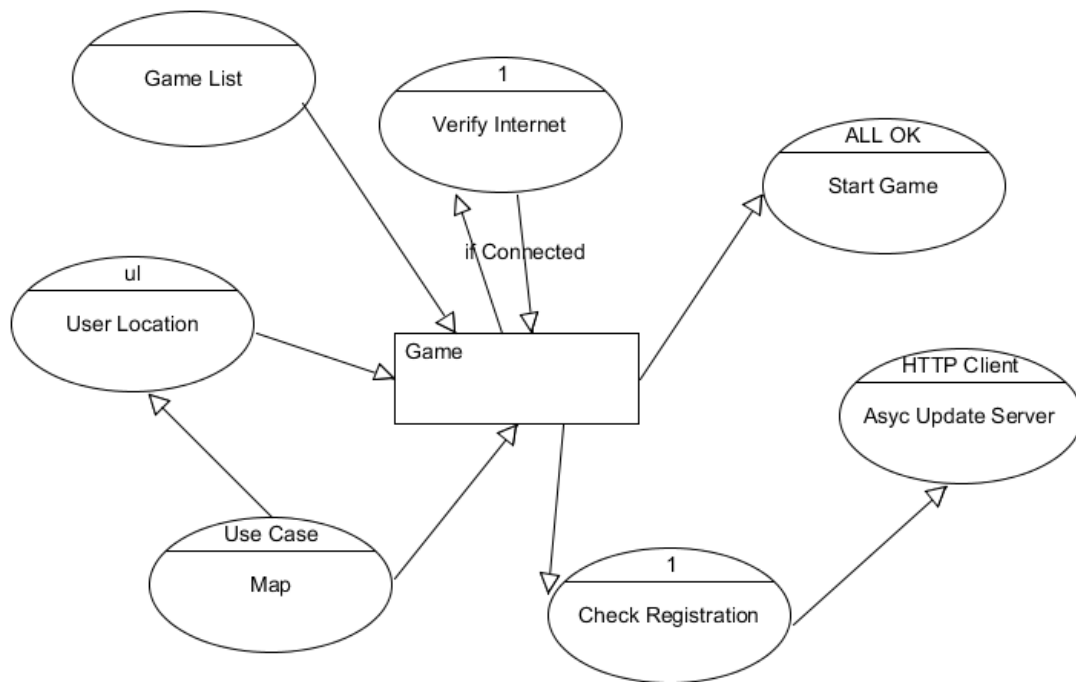 Game List
1
Verify Internet
ALL OK
Start Game
if Connected
ul
User Location
Game
HTTP Client
Asyc Update Server
Use Case
Map
1
Check Registration